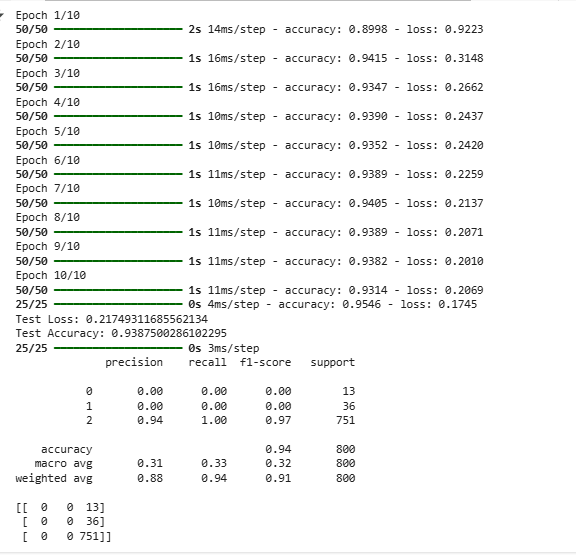 Epoch 1/10
50/50 ━━━━━━━━━━━━━━━━━━━━ 2s 14ms/step - accuracy: 0.8998 - loss: 0.9223
Epoch 2/10
50/50 ━━━━━━━━━━━━━━━━━━━━ 1s 16ms/step - accuracy: 0.9415 - loss: 0.3148
Epoch 3/10
50/50 ━━━━━━━━━━━━━━━━━━━━ 1s 16ms/step - accuracy: 0.9347 - loss: 0.2662
Epoch 4/10
50/50 ━━━━━━━━━━━━━━━━━━━━ 1s 10ms/step - accuracy: 0.9390 - loss: 0.2437
Epoch 5/10
50/50 ━━━━━━━━━━━━━━━━━━━━ 1s 10ms/step - accuracy: 0.9352 - loss: 0.2420
Epoch 6/10
50/50 ━━━━━━━━━━━━━━━━━━━━ 1s 11ms/step - accuracy: 0.9389 - loss: 0.2259
Epoch 7/10
50/50 ━━━━━━━━━━━━━━━━━━━━ 1s 10ms/step - accuracy: 0.9405 - loss: 0.2137
Epoch 8/10
50/50 ━━━━━━━━━━━━━━━━━━━━ 1s 11ms/step - accuracy: 0.9389 - loss: 0.2071
Epoch 9/10
50/50 ━━━━━━━━━━━━━━━━━━━━ 1s 11ms/step - accuracy: 0.9382 - loss: 0.2010
Epoch 10/10
50/50 ━━━━━━━━━━━━━━━━━━━━ 1s 11ms/step - accuracy: 0.9314 - loss: 0.2069
25/25 ━━━━━━━━━━━━━━━━━━━━ 0s 4ms/step - accuracy: 0.9546 - loss: 0.1745
Test Loss: 0.21749311685562134
Test Accuracy: 0.9387500286102295
25/25 ━━━━━━━━━━━━━━━━━━━━ 0s 3ms/step
              precision    recall  f1-score   support
           0       0.00      0.00      0.00        13
           1       0.00      0.00      0.00        36
           2       0.94      1.00      0.97       751
    accuracy                           0.94       800
   macro avg       0.31      0.33      0.32       800
weighted avg       0.88      0.94      0.91       800
[[  0   0  13]
 [  0   0  36]
 [  0   0 751]]